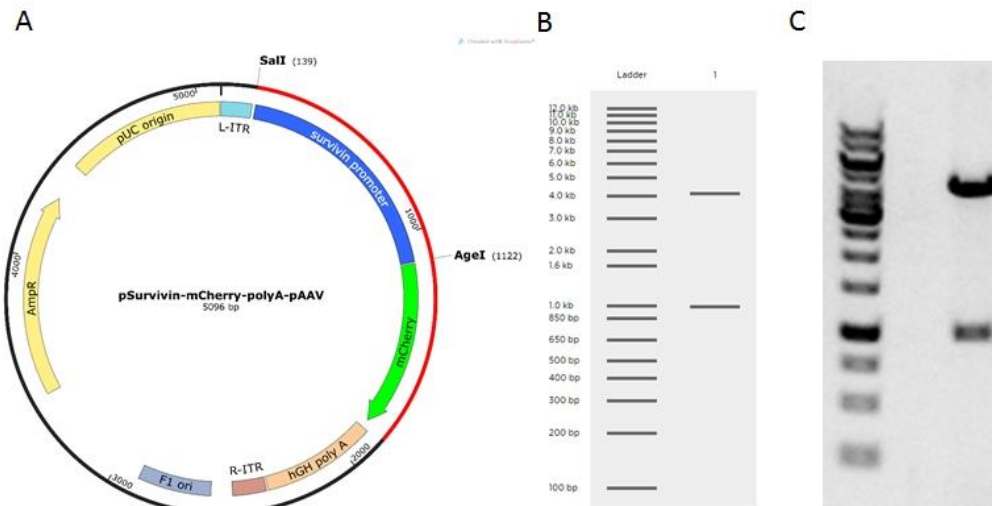 A
B
C
Created with SnapGene®
SalI (139)
5000
pUC origin
L-ITR
survivin promoter
1000
AgeI (1122)
4000
AmpR
pSurvivin-mCherry-polyA-pAAV
5096 bp
mCherry
2000
hGH poly A
R-ITR
F1 ori
3000
Ladder 1
12.0 kb
11.0 kb
10.0 kb
9.0 kb
8.0 kb
7.0 kb
6.0 kb
5.0 kb
4.0 kb
3.0 kb
2.0 kb
1.6 kb
1.0 kb
850 bp
650 bp
500 bp
400 bp
300 bp
200 bp
100 bp